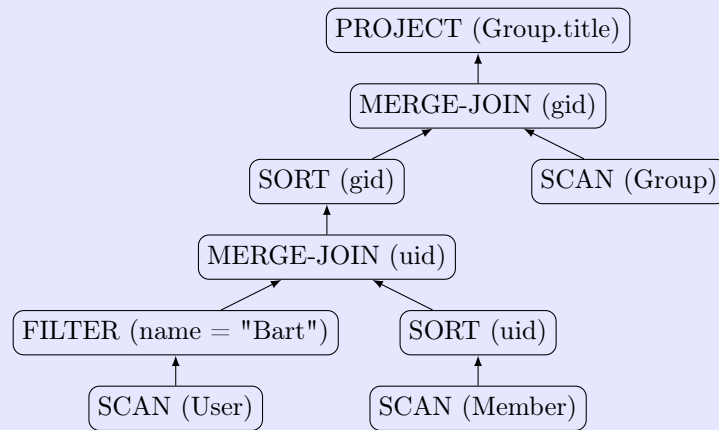 PROJECT (Group.title)
MERGE-JOIN (gid)
SORT (gid)
SCAN (Group)
MERGE-JOIN (uid)
FILTER (name = "Bart")
SORT (uid)
SCAN (User)
SCAN (Member)